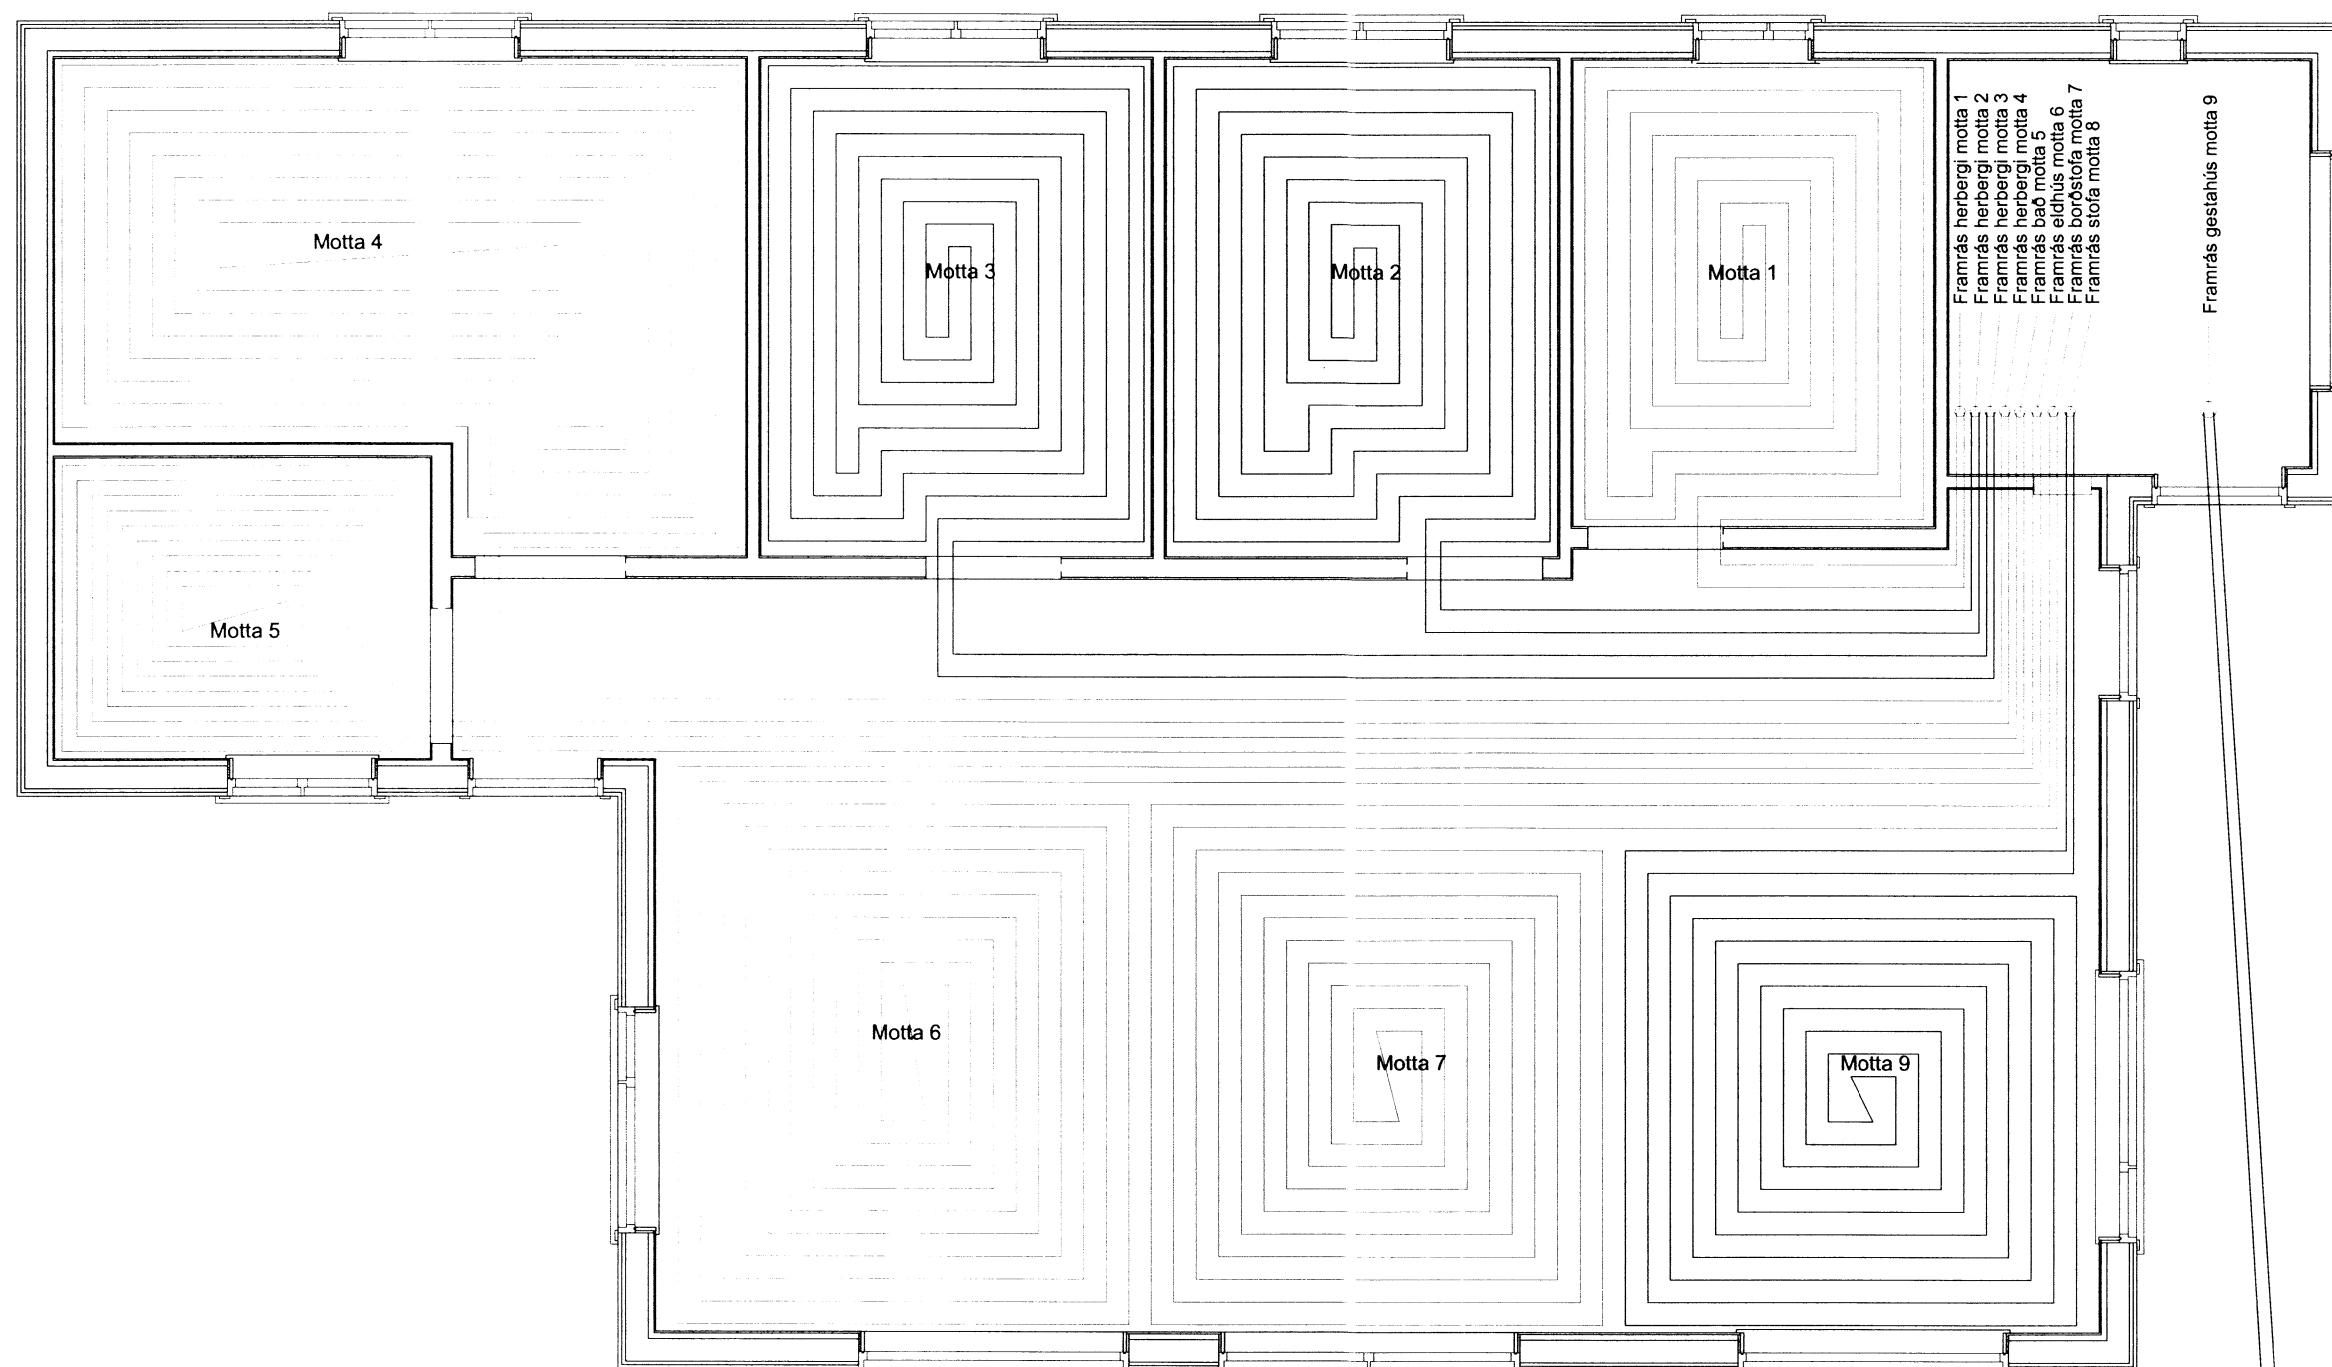 Motta 4
Motta 3
Motta 2
Motta 1
Framrás herbergi motta 1
Framrás herbergi motta 2
Framrás herbergi motta 3
Framrás herbergi motta 4
Framrás bað motta 5
Framrás eldhús motta 6
Framrás borðstofa motta 7
Framrás stofa motta 8
Framrás gestahús motta 9
Motta 5
Motta 6
Motta 7
Motta 9